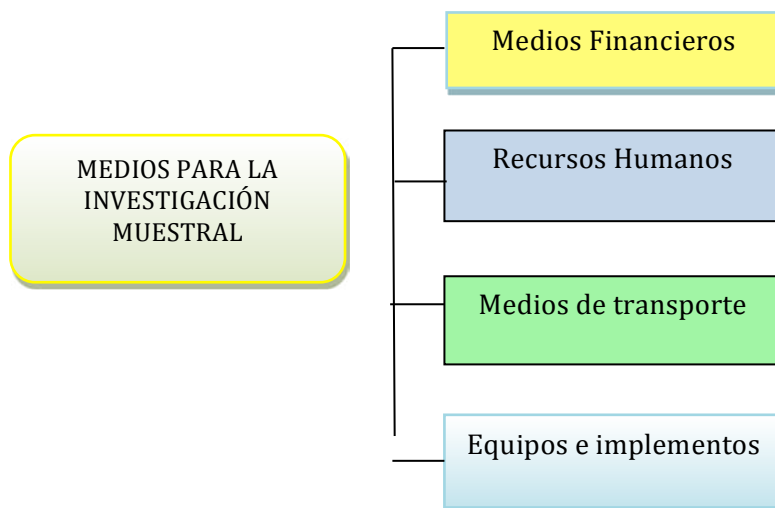 Medios Financieros
MEDIOS PARA LA
INVESTIGACIÓN
MUESTRAL
Recursos Humanos
Medios de transporte
Equipos e implementos